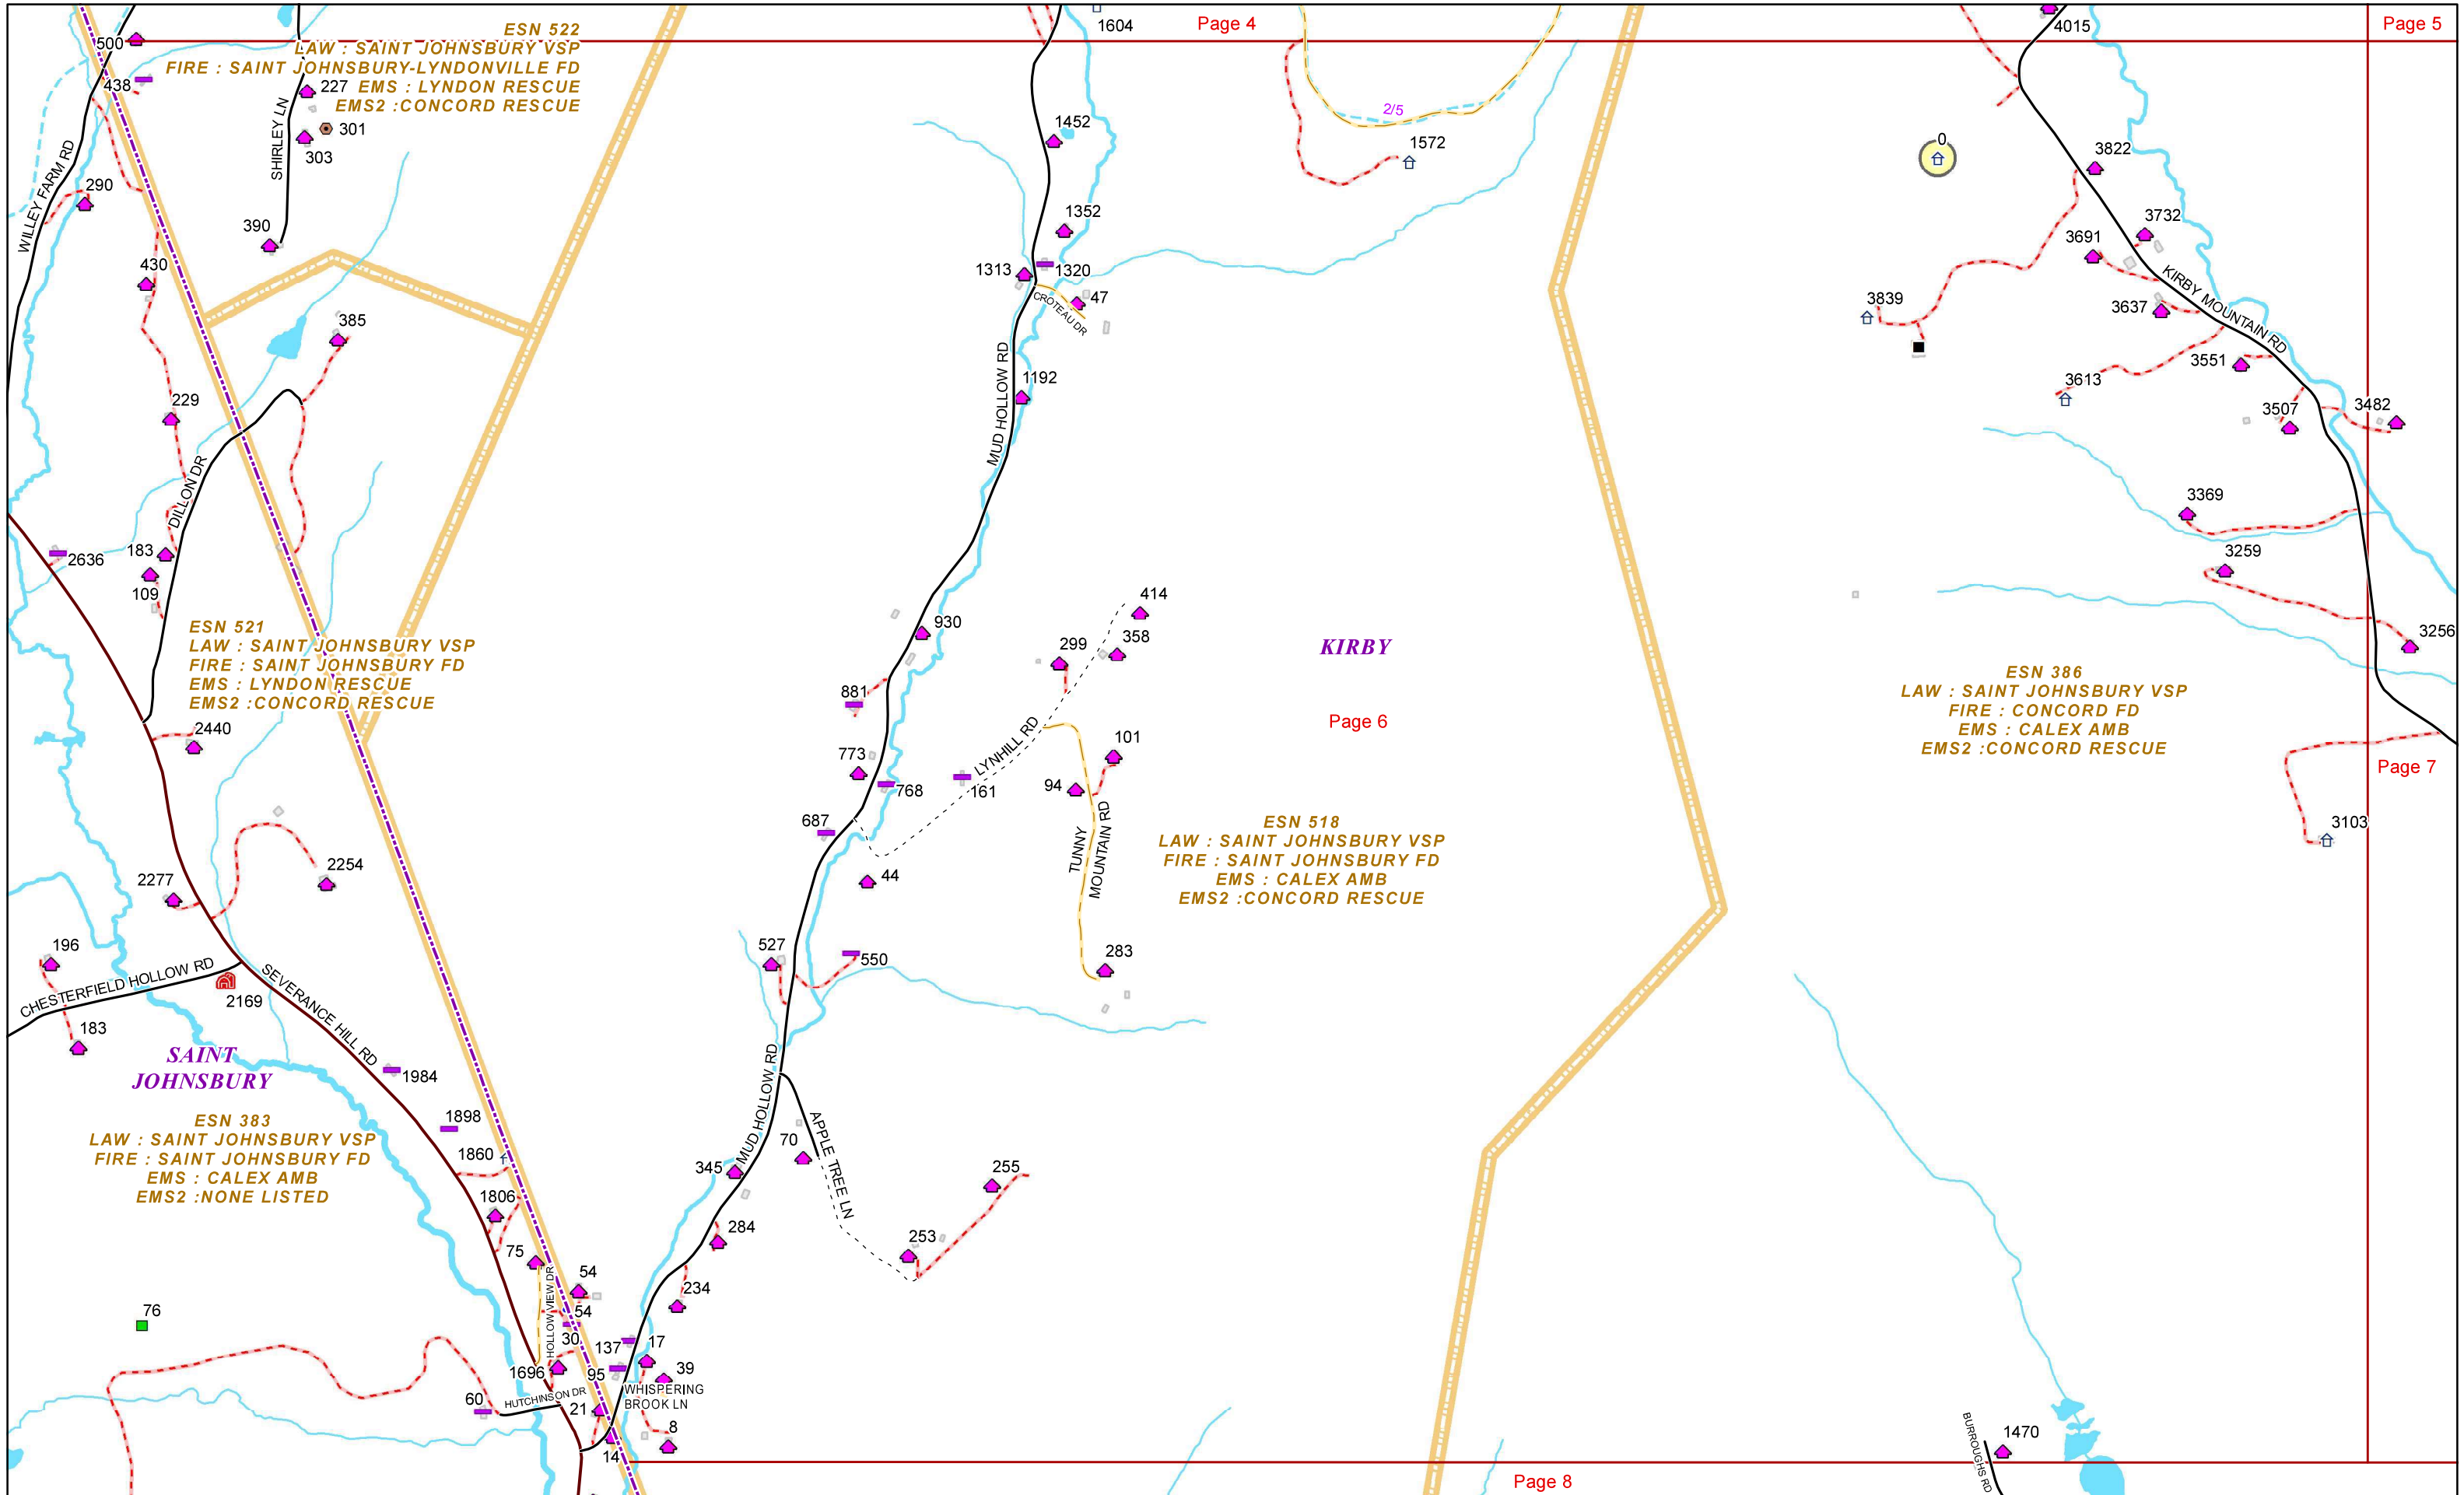 1604
Page 4
4015
Page 5
500
ESN 522
LAW : SAINT JOHNSBURY VSP
FIRE : SAINT JOHNSBURY-LYNDONVILLE FD
EMS : LYNDON RESCUE
EMS2 :CONCORD RESCUE
438
227
301
303
SHIRLEY LN
2/5
1452
1572
0
3822
WILLEY FARM RD
290
390
430
1352
1313
1320
47
CROTEAU DR
3732
3691
3839
3637
KIRBY MOUNTAIN RD
385
MUD HOLLOW RD
1192
3551
3613
229
3507
3482
DILLON DR
3369
2636
183
109
3259
414
930
358
299
KIRBY
3256
ESN 521
LAW : SAINT JOHNSBURY VSP
FIRE : SAINT JOHNSBURY FD
EMS : LYNDON RESCUE
EMS2 :CONCORD RESCUE
ESN 386
LAW : SAINT JOHNSBURY VSP
FIRE : CONCORD FD
EMS : CALEX AMB
EMS2 :CONCORD RESCUE
881
Page 6
2440
LYNHILL RD
101
773
768
161
94
Page 7
687
TUNNY
MOUNTAIN RD
3103
ESN 518
LAW : SAINT JOHNSBURY VSP
FIRE : SAINT JOHNSBURY FD
EMS : CALEX AMB
EMS2 :CONCORD RESCUE
2254
2277
44
196
527
550
283
CHESTERFIELD HOLLOW RD
SEVERANCE HILL RD
2169
183
SAINT
JOHNSBURY
1984
MUD HOLLOW RD
ESN 383
LAW : SAINT JOHNSBURY VSP
FIRE : SAINT JOHNSBURY FD
EMS : CALEX AMB
EMS2 :NONE LISTED
1898
1860
70
APPLE TREE LN
345
255
1806
284
253
75
54
HOLLOW VIEW DR
234
54
76
30
137
17
1696
95
39
WHISPERING
BROOK LN
60
HUTCHINSON DR
21
8
14
BURROUGHS RD
1470
Page 8